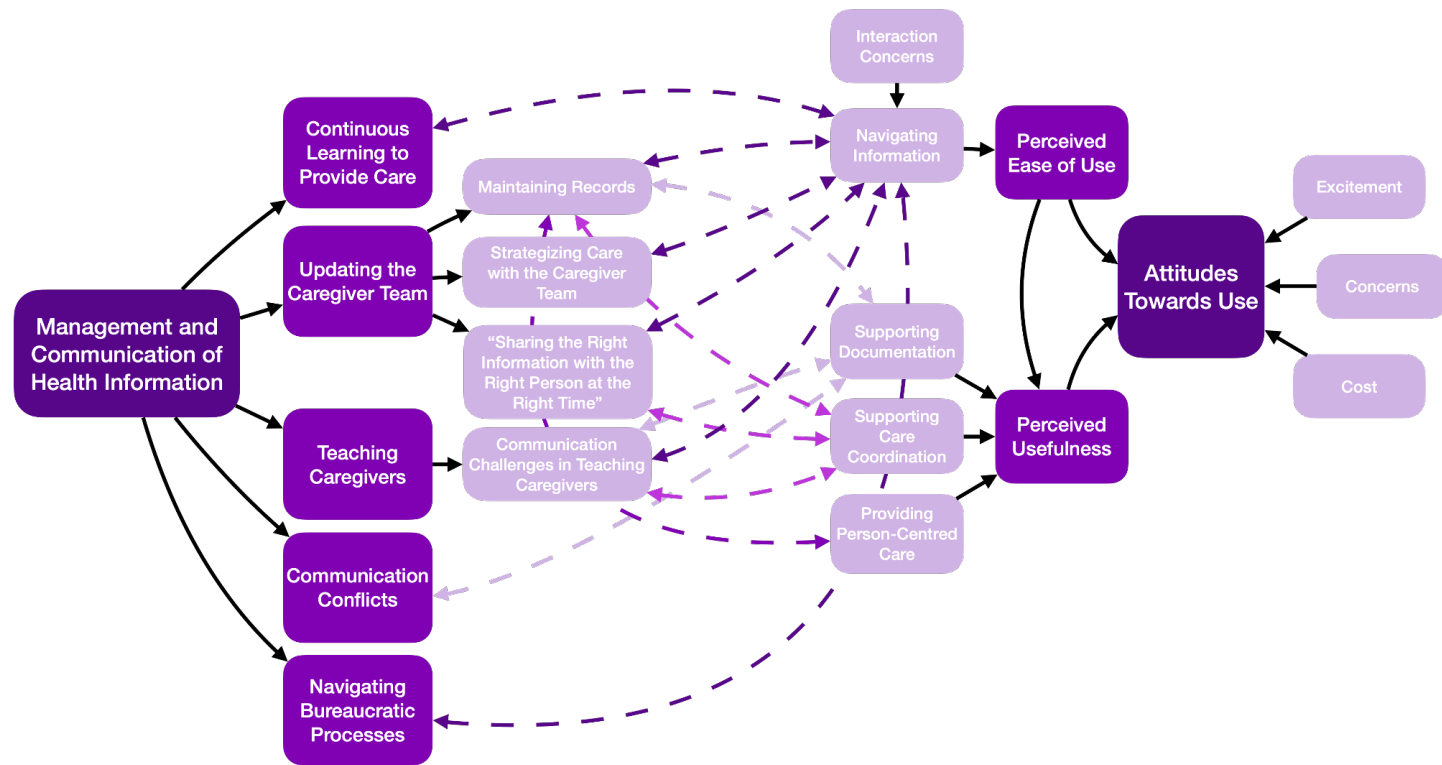 Management and
Communication of
Health Information
Continuous
Learning to
Provide Care
Updating the
Caregiver Team
Teaching
Caregivers
Communication
Conflicts
Navigating
Bureaucratic
Processes
Maintaining Records
Strategizing Care
with the Caregiver
Team
“Sharing the Right
Information with the
Right Person at the
Right Time”
Communication
Challenges in Teaching
Caregivers
Interaction
Concerns
Navigating
Information
Supporting
Documentation
Supporting
Care
Coordination
Providing
Person-Centred
Care
Perceived
Ease of Use
Perceived
Usefulness
Attitudes
Towards Use
Excitement
Concerns
Cost